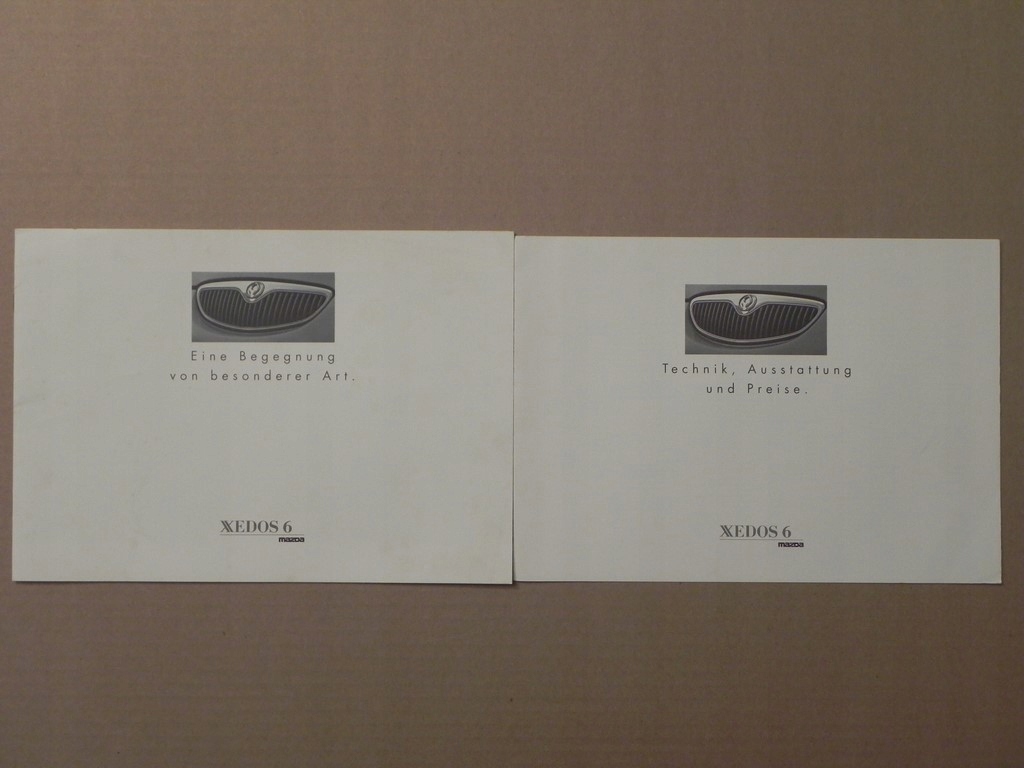 Eine Begegnung
von besonderer Art.
XEDOS 6
mazda
Technik, Ausstattung
und Preise.
XEDOS 6
mazda